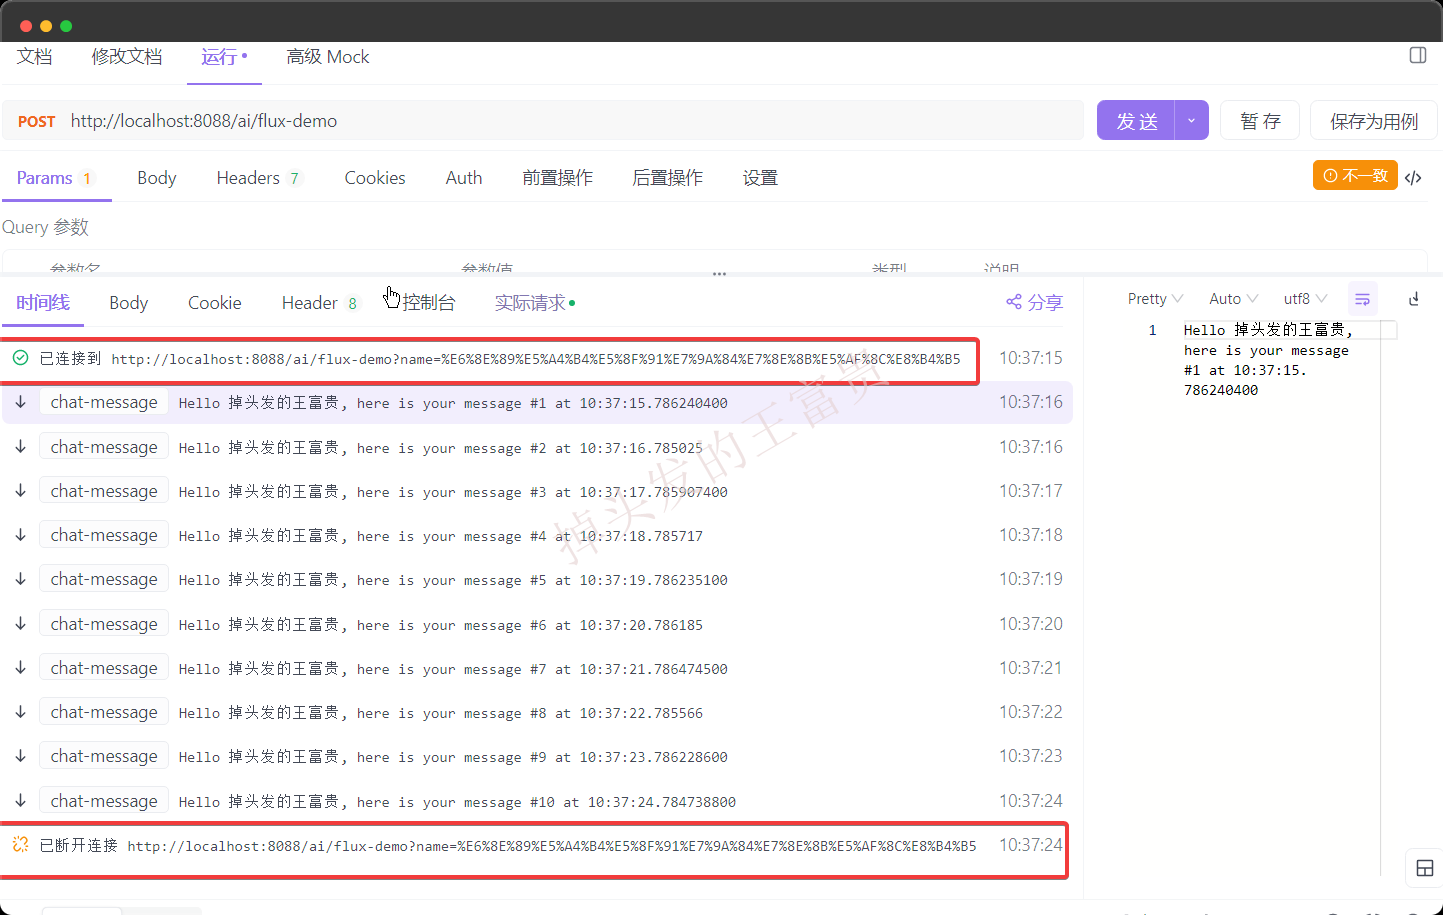 文档 修改文档 运行 高级 Mock
POST http://localhost:8088/ai/flux-demo 发 送 暂 存 保存为用例
Params 1 Body Headers 7 Cookies Auth 前置操作 后置操作 设置 不一致 </>
Query 参数
参数名 参数值 类型 说明
时间线 Body Cookie Header 8 控制台 实际请求 分享 Pretty Auto utf8
已连接到 http://localhost:8088/ai/flux-demo?name=%E6%8E%89%E5%A4%B4%E5%8F%91%E7%9A%84%E7%8E%8B%E5%AF%8C%E8%B4%B5 10:37:15
chat-message Hello 掉头发的王富贵, here is your message #1 at 10:37:15.786240400 10:37:16
chat-message Hello 掉头发的王富贵, here is your message #2 at 10:37:16.785025 10:37:16
chat-message Hello 掉头发的王富贵, here is your message #3 at 10:37:17.785907400 10:37:17
chat-message Hello 掉头发的王富贵, here is your message #4 at 10:37:18.785717 10:37:18
chat-message Hello 掉头发的王富贵, here is your message #5 at 10:37:19.786235100 10:37:19
chat-message Hello 掉头发的王富贵, here is your message #6 at 10:37:20.786185 10:37:20
chat-message Hello 掉头发的王富贵, here is your message #7 at 10:37:21.786474500 10:37:21
chat-message Hello 掉头发的王富贵, here is your message #8 at 10:37:22.785566 10:37:22
chat-message Hello 掉头发的王富贵, here is your message #9 at 10:37:23.786228600 10:37:23
chat-message Hello 掉头发的王富贵, here is your message #10 at 10:37:24.784738800 10:37:24
已断开连接 http://localhost:8088/ai/flux-demo?name=%E6%8E%89%E5%A4%B4%E5%8F%91%E7%9A%84%E7%8E%8B%E5%AF%8C%E8%B4%B5 10:37:24
1 Hello 掉头发的王富贵,
here is your message
#1 at 10:37:15.
786240400
掉头发的王富贵